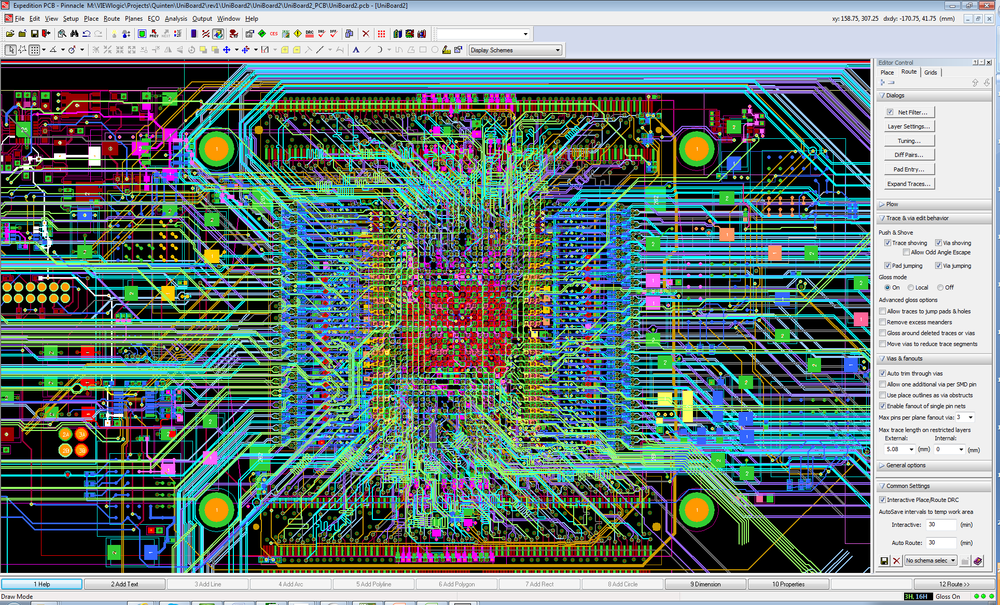 Expedition PCB - Pinnacle M:\VIEWlogic\Projects\Quinten\UniBoard2\rev1\UniBoard2\UniBoard2\UniBoard2_PCB\UniBoard2.pcb - [UniBoard2]
File Edit View Setup Place Route Planes ECO Analysis Output Window Help
xy: 158.75, 307.25 dxdy: -170.75, 41.75 (mm)
Display Schemes
Editor Control
Place Route Grids
Dialogs
Net Filter...
Layer Settings...
Tuning...
Diff Pairs...
Pad Entry...
Expand Traces...
Plow
Trace & via edit behavior
Push & Shove
Trace shoving Via shoving
Allow Odd Angle Escape
Pad jumping Via jumping
Gloss mode
On Local Off
Advanced gloss options
Allow traces to jump pads & holes
Remove excess meanders
Gloss around deleted traces or vias
Move vias to reduce trace segments
Vias & fanouts
Auto trim through vias
Allow one additional via per SMD pin
Use place outlines as via obstructs
Enable fanout of single pin nets
Max pins per plane fanout via: 3
Max trace length on restricted layers
External: Internal:
5.08 (mm) 0 (mm)
General options
Common Settings
Interactive Place/Route DRC
AutoSave intervals to temp work area
Interactive: 30 (min)
Auto Route: 30 (min)
No schema selec
2A 3A
2B 3B
1 Help 2 Add Text 3 Add Line 4 Add Arc 5 Add Polyline 6 Add Polygon 7 Add Rect 8 Add Circle 9 Dimension 10 Properties 12 Route >>
Draw Mode
3H, 16H Gloss On